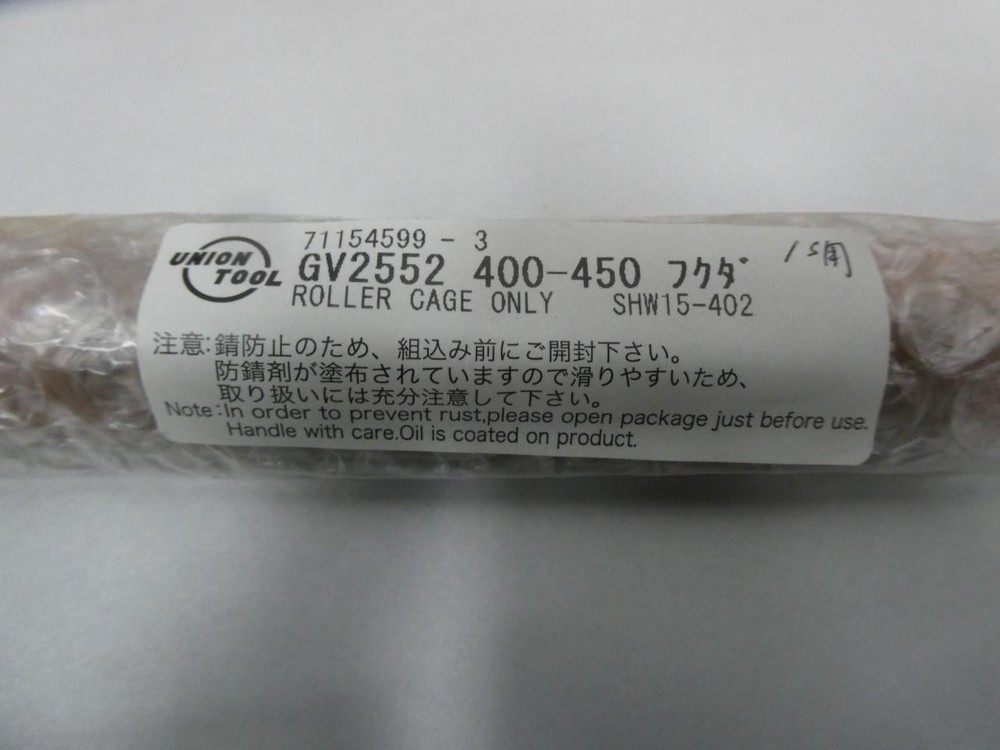 71154599 - 3
UNION TOOL
GV2552 400-450 フクダ
ROLLER CAGE ONLY SHW15-402
注意:錆防止のため、組込み前にご開封下さい。
防錆剤が塗布されていますので滑りやすいため、
取り扱いには充分注意して下さい。
Note:In order to prevent rust,please open package just before use.
Handle with care.Oil is coated on product.